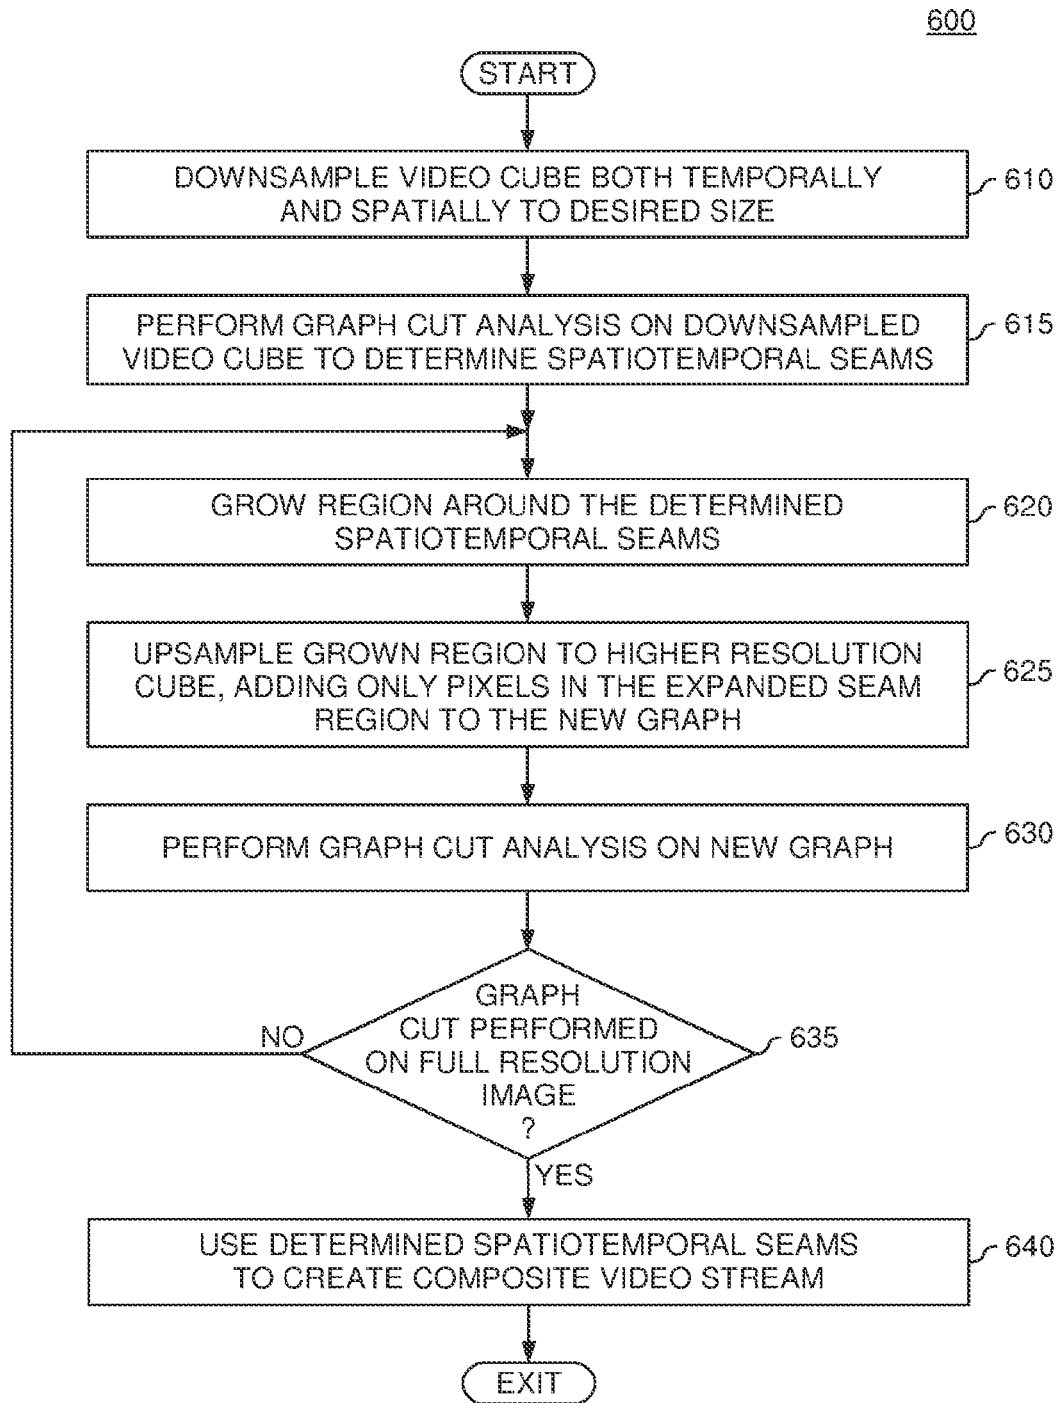 600
START
DOWNSAMPLE VIDEO CUBE BOTH TEMPORALLY
AND SPATIALLY TO DESIRED SIZE
610
PERFORM GRAPH CUT ANALYSIS ON DOWNSAMPLED
VIDEO CUBE TO DETERMINE SPATIOTEMPORAL SEAMS
615
GROW REGION AROUND THE DETERMINED
SPATIOTEMPORAL SEAMS
620
UPSAMPLE GROWN REGION TO HIGHER RESOLUTION
CUBE, ADDING ONLY PIXELS IN THE EXPANDED SEAM
REGION TO THE NEW GRAPH
625
PERFORM GRAPH CUT ANALYSIS ON NEW GRAPH
630
GRAPH
CUT PERFORMED
ON FULL RESOLUTION
IMAGE
?
635
NO
YES
USE DETERMINED SPATIOTEMPORAL SEAMS
TO CREATE COMPOSITE VIDEO STREAM
640
EXIT